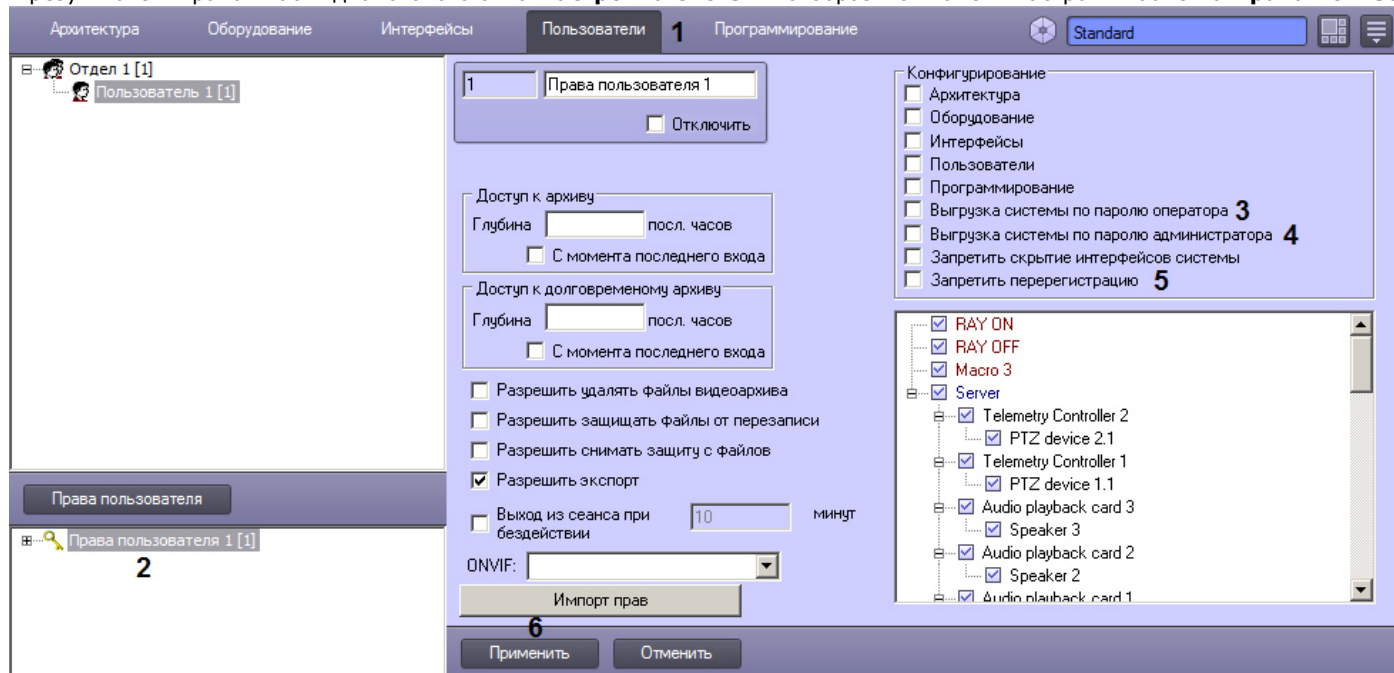 Архитектура Оборудование Интерфейсы Пользователи 1 Программирование Standard
Отдел 1 [1]
Пользователь 1 [1]
Права пользователя
Права пользователя 1 [1]
2
1 Права пользователя 1
Отключить
Доступ к архиву
Глубина посл. часов
С момента последнего входа
Доступ к долговременому архиву
Глубина посл. часов
С момента последнего входа
Разрешить удалять файлы видеоархива
Разрешить защищать файлы от перезаписи
Разрешить снимать защиту с файлов
Разрешить экспорт
Выход из сеанса при бездействии 10 минут
ONVIF:
Импорт прав
6
Применить Отменить
Конфигурирование
Архитектура
Оборудование
Интерфейсы
Пользователи
Программирование
Выгрузка системы по паролю оператора 3
Выгрузка системы по паролю администратора 4
Запретить скрытие интерфейсов системы
Запретить перерегистрацию 5
RAY ON
RAY OFF
Macro 3
Server
Telemetry Controller 2
PTZ device 2.1
Telemetry Controller 1
PTZ device 1.1
Audio playback card 3
Speaker 3
Audio playback card 2
Speaker 2
Audio playback card 1